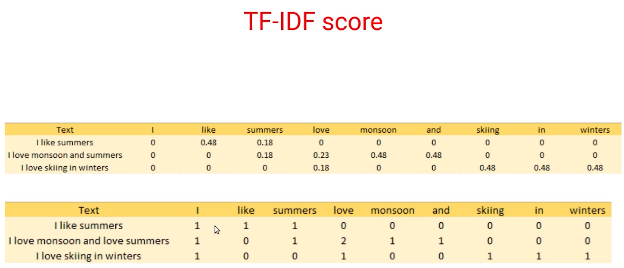 TF-IDF score
Text I like summers love monsoon and skiing in winters
I like summers 0 0.48 0.18 0 0 0 0 0 0
I love monsoon and summers 0 0 0.18 0.23 0.48 0.48 0 0 0
I love skiing in winters 0 0 0 0.18 0 0 0.48 0.48 0.48
Text I like summers love monsoon and skiing in winters
I like summers 1 1 1 0 0 0 0 0 0
I love monsoon and love summers 1 0 1 2 1 1 0 0 0
I love skiing in winters 1 0 0 1 0 0 1 1 1